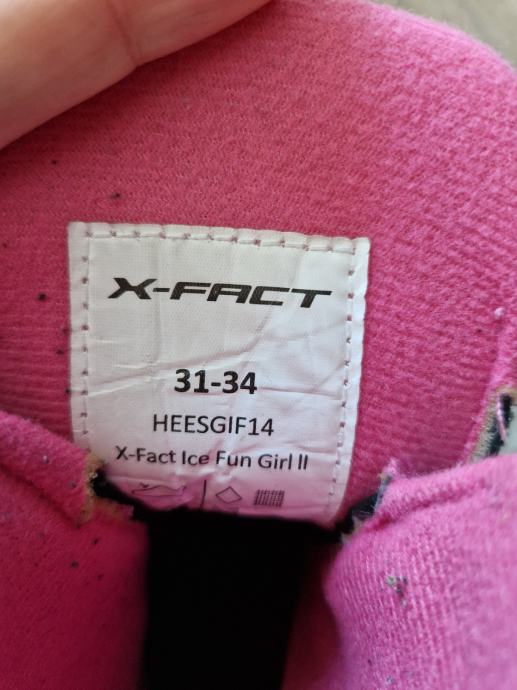 X-FACT
31-34
HEESGIF14
X-Fact Ice Fun Girl II